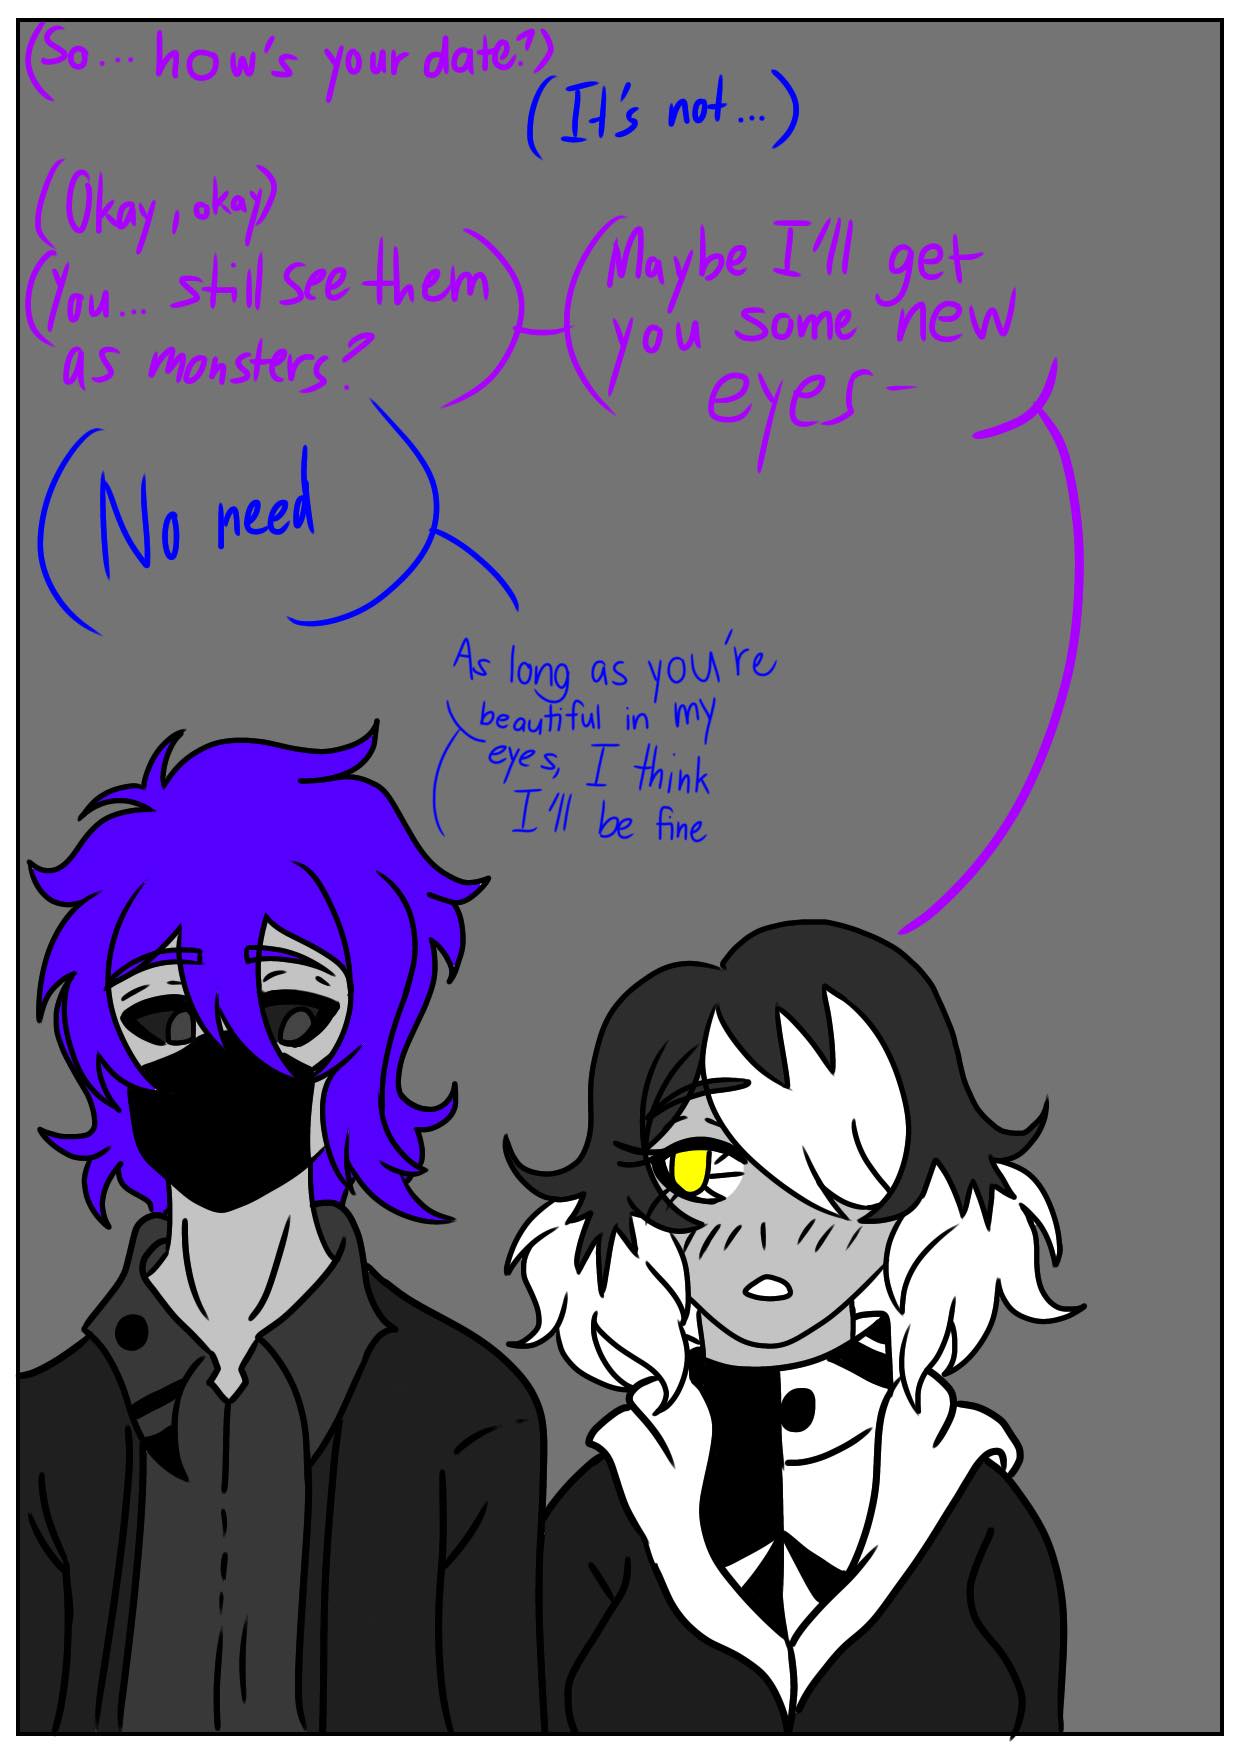 (So... how's your date?)
(It's not...)
(Okay, okay)
(You... still see them
as monsters?)
(Maybe I'll get
you some new
eyes-
(No need)
As long as you're
beautiful in my
eyes, I think
I'll be fine